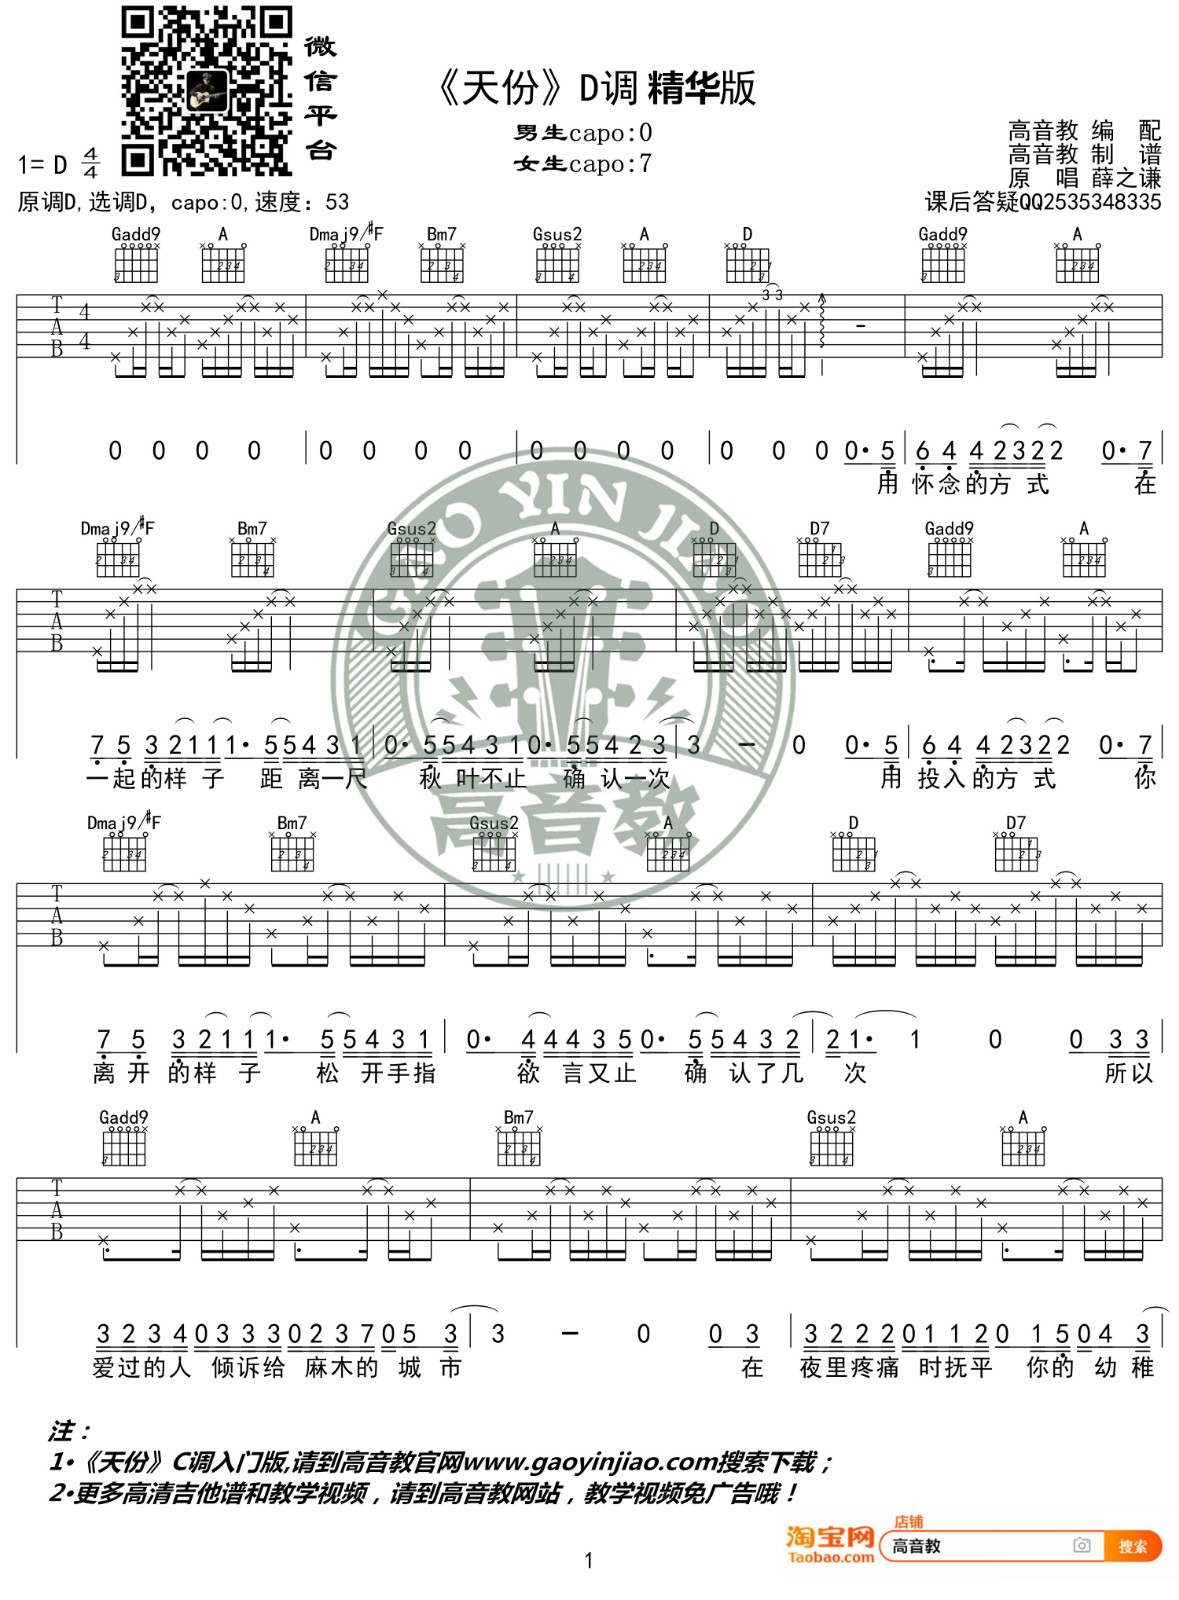 微信平台
《天份》D调 精华版
男生capo:0
女生capo:7
1= D 4/4
原调D,选调D, capo:0,速度: 53
高音教 编 配
高音教 制 谱
原 唱 薛之谦
课后答疑QQ2535348335
Gadd9 A Dmaj9/#F Bm7 Gsus2 A D Gadd9 A
T A B 4 4 3 3
0 0 0 0 0 0 0 0 0 0 0 0 0 0 0 0· 5 6 4 4 2 3 2 2 0· 7
用 怀念的方式 在
Dmaj9/#F Bm7 Gsus2 A D D7 Gadd9 A
T A B
7 5 3 2 1 1 1· 5 5 4 3 1 0· 5 5 4 3 1 0· 5 5 4 2 3 3 — 0 0· 5 6 4 4 2 3 2 2 0· 7
一起的样子 距 离一尺 秋 叶不止 确 认一次 用 投入的方式 你
GAO YIN JIAO
高音教
Dmaj9/#F Bm7 Gsus2 A D D7
T A B
7 5 3 2 1 1 1· 5 5 4 3 1 0· 4 4 4 3 5 0· 5 5 4 3 2 2 1· 1 0 0 3 3
离 开 的样 子 松 开手指 欲 言又止 确 认了几 次 所以
Gadd9 A Bm7 Gsus2 A
T A B
3 2 3 4 0 3 3 3 0 2 3 7 0 5 3 3 — 0 0 3 3 2 2 2 0 1 1 2 0 1 5 0 4 3
爱过的人 倾诉给 麻木的 城 市 在 夜里疼痛 时抚平 你的 幼 稚
注：
1•《天份》C调入门版,请到高音教官网www.gaoyinjiao.com搜索下载；
2•更多高清吉他谱和教学视频，请到高音教网站，教学视频免广告哦！
店铺
淘宝网 高音教 搜索
Taobao.com
1